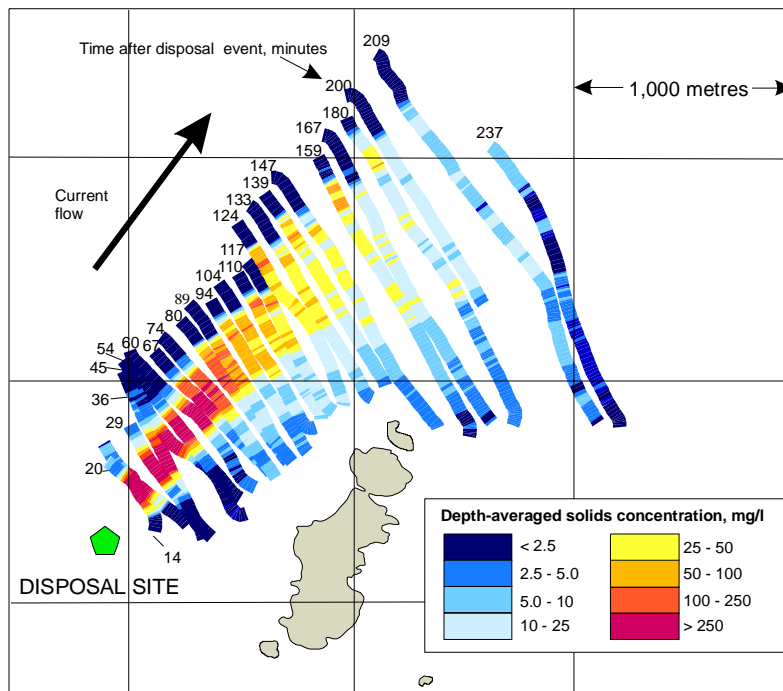 209
Time after disposal event, minutes
200
1,000 metres
180
167
237
159
147
139
Current
flow
133
124
117
110
104
94
89
80
74
67
60
54
45
36
29
20
14
DISPOSAL SITE
Depth-averaged solids concentration, mg/l
< 2.5
25 - 50
2.5 - 5.0
50 - 100
5.0 - 10
100 - 250
10 - 25
> 250